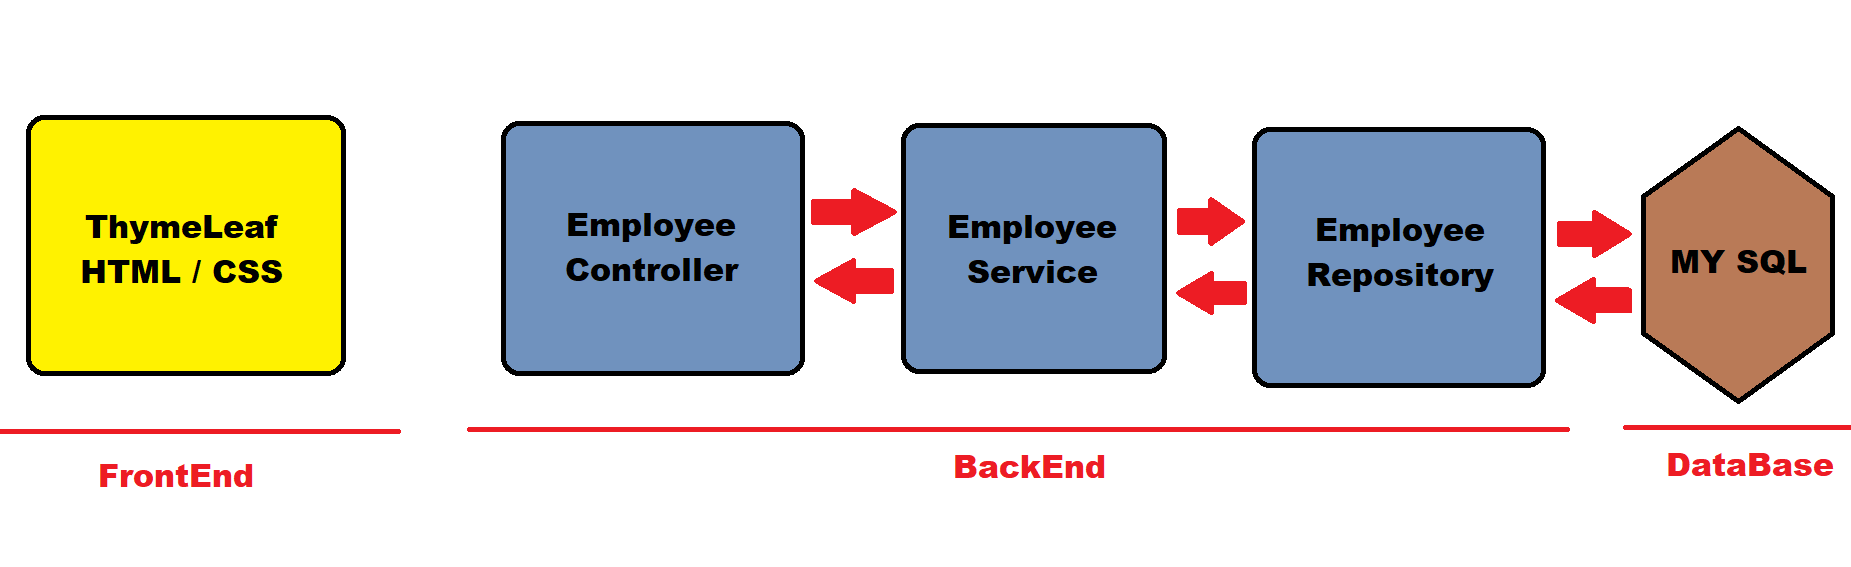 ThymeLeaf
HTML / CSS
Employee
Controller
Employee
Service
Employee
Repository
MY SQL
FrontEnd
BackEnd
DataBase